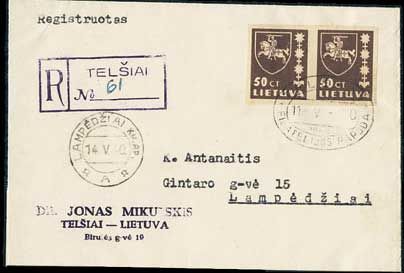 Registruotas
R
TELŠIAI
№ 61
50 CT
LIETUVA
50 CT
LIETUVA
LAMPĖDŽIAI
14 V
K. Antanaitis
Gintaro g-vė 15
Lampėdžiai
DR. JONAS
TELŠIAI — LIETUVA
Birutės g-vė 10